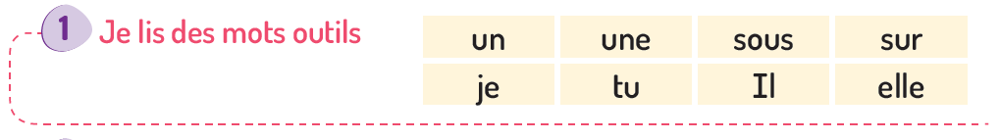 1 Je lis des mots outils
un une sous sur
je tu Il elle